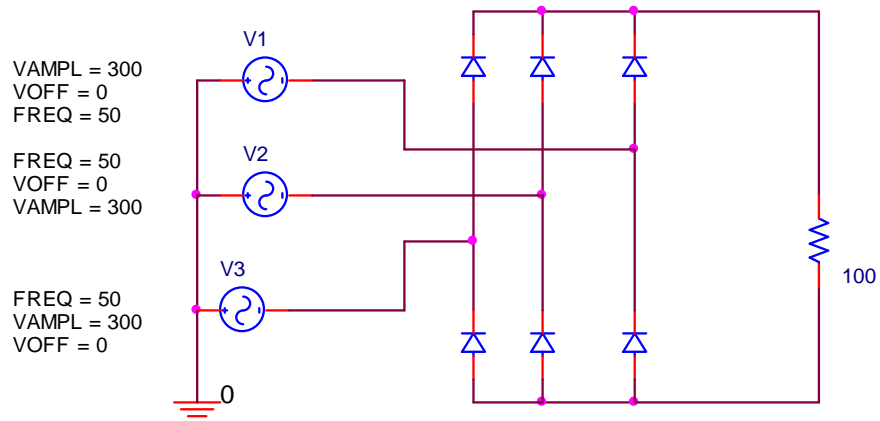 V1
VAMPL = 300
VOFF = 0
FREQ = 50
V2
FREQ = 50
VOFF = 0
VAMPL = 300
V3
FREQ = 50
VAMPL = 300
VOFF = 0
100
0